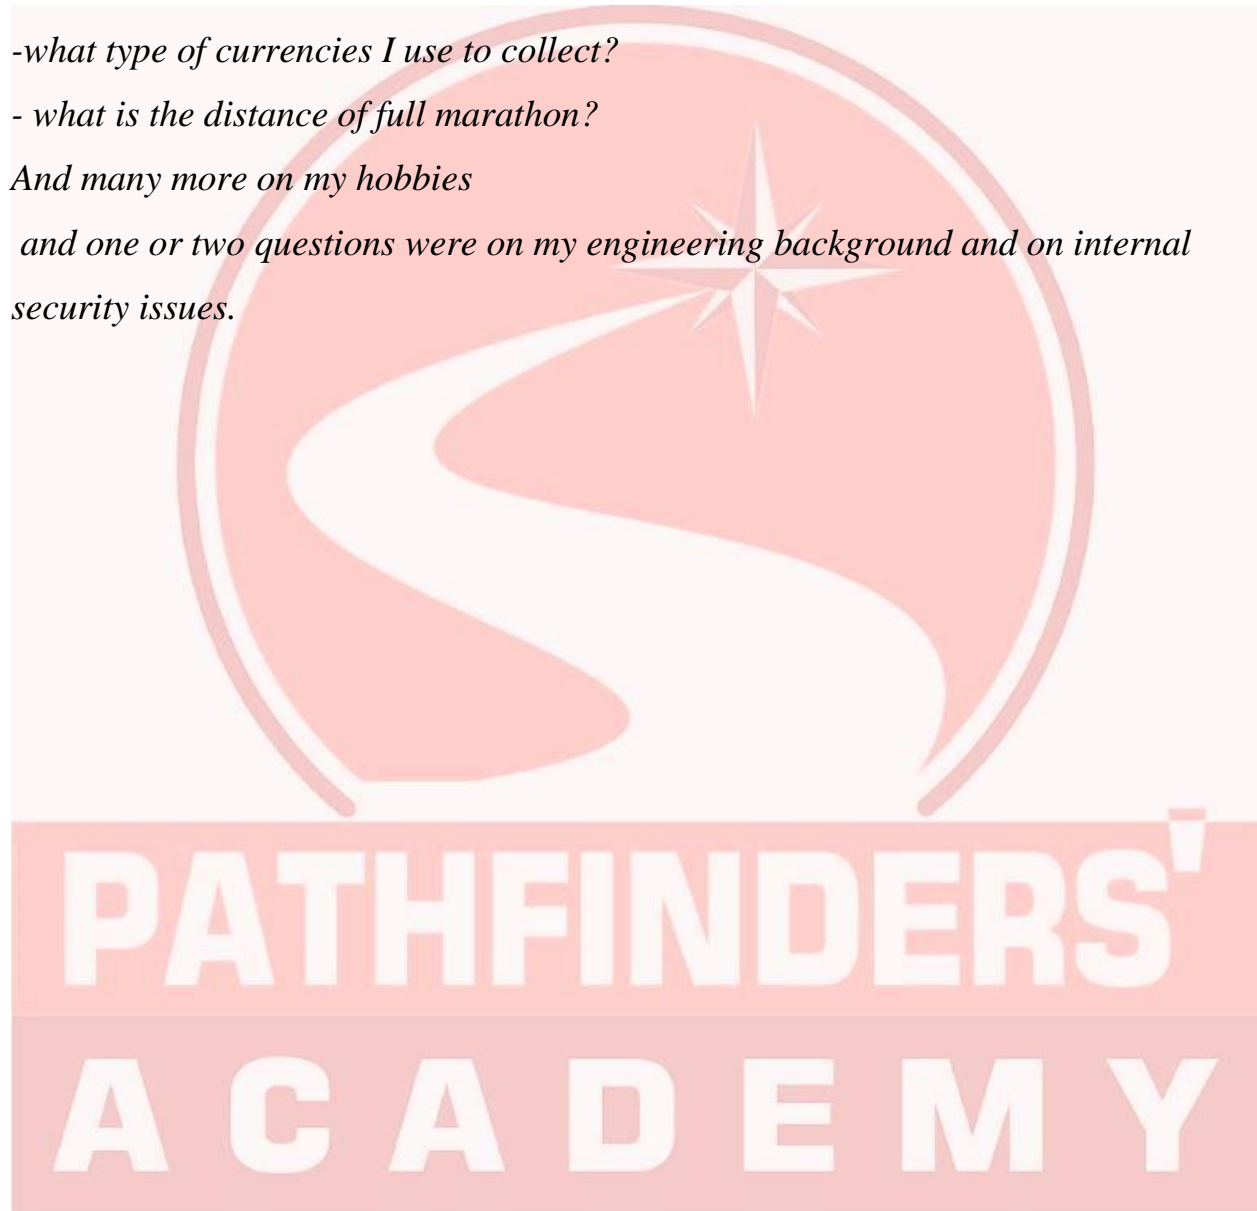 -what type of currencies I use to collect?
- what is the distance of full marathon?
And many more on my hobbies
and one or two questions were on my engineering background and on internal
security issues.
PATHFINDERS'
ACADEMY